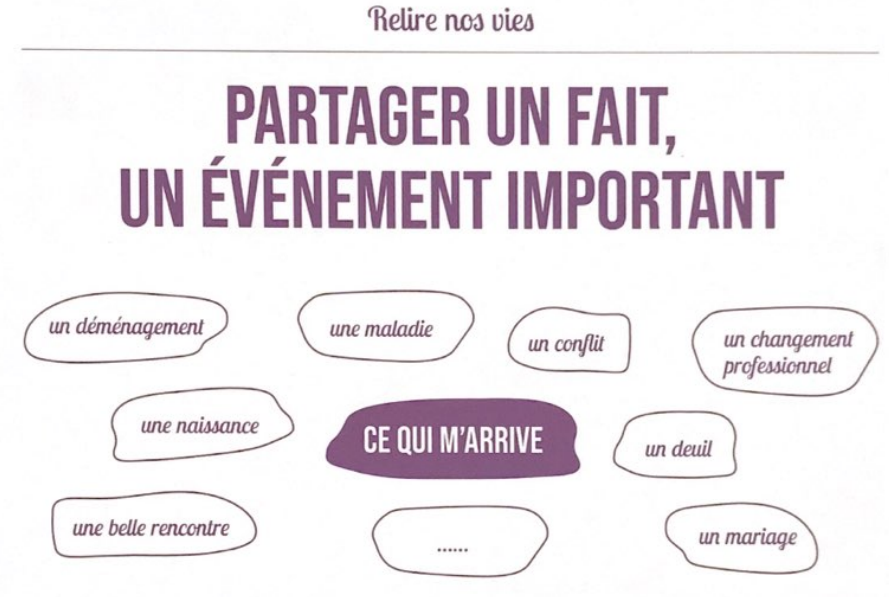 Relire nos vies
PARTAGER UN FAIT,
UN ÉVÉNEMENT IMPORTANT
un déménagement
une maladie
un conflit
un changement
professionnel
une naissance
CE QUI M'ARRIVE
un deuil
une belle rencontre
......
un mariage